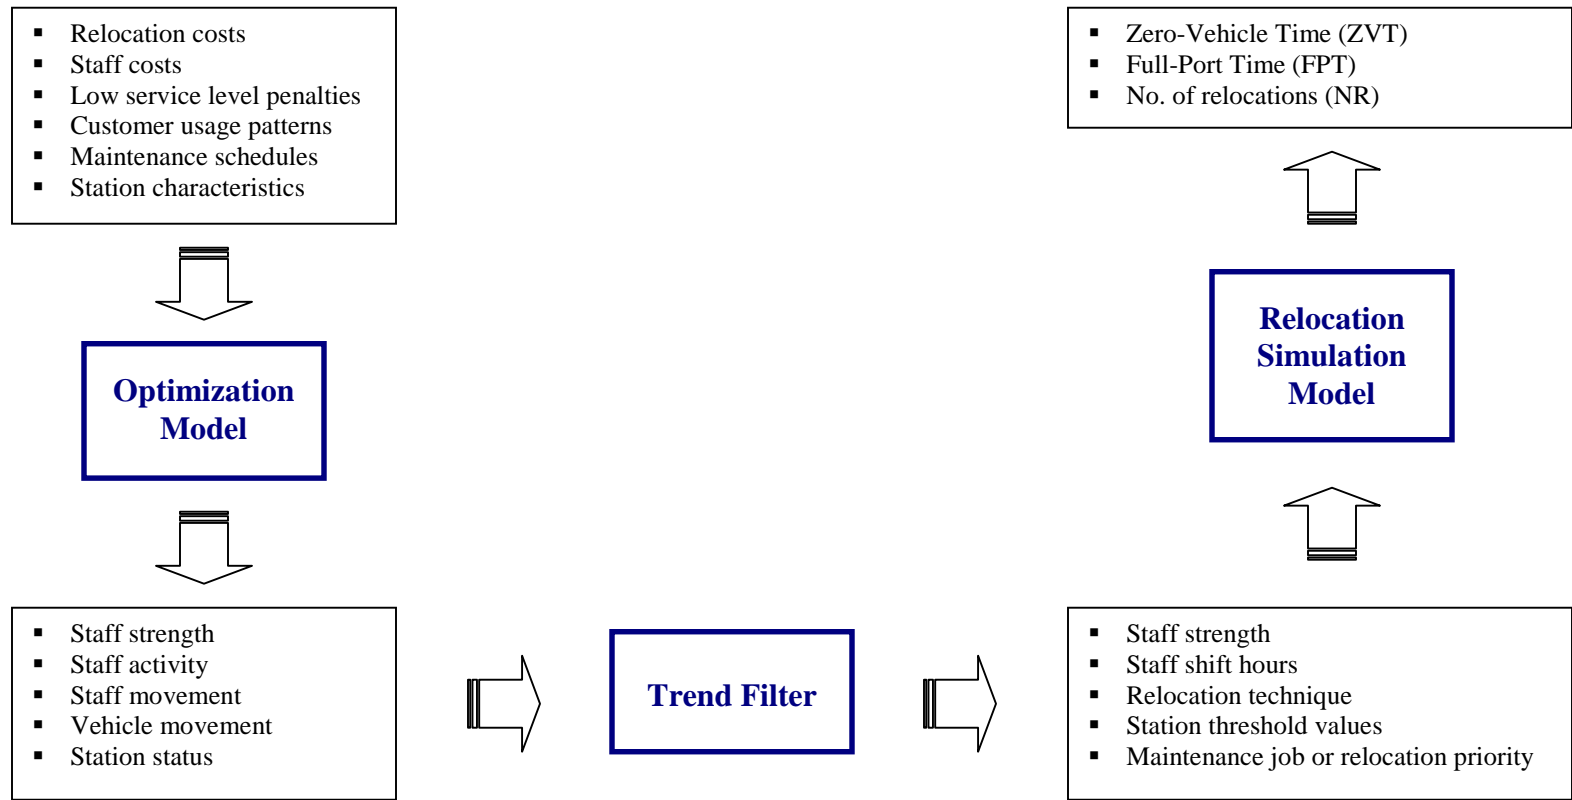 ▪ Relocation costs
▪ Staff costs
▪ Low service level penalties
▪ Customer usage patterns
▪ Maintenance schedules
▪ Station characteristics
Optimization
Model
▪ Staff strength
▪ Staff activity
▪ Staff movement
▪ Vehicle movement
▪ Station status
Trend Filter
▪ Staff strength
▪ Staff shift hours
▪ Relocation technique
▪ Station threshold values
▪ Maintenance job or relocation priority
Relocation
Simulation
Model
▪ Zero-Vehicle Time (ZVT)
▪ Full-Port Time (FPT)
▪ No. of relocations (NR)